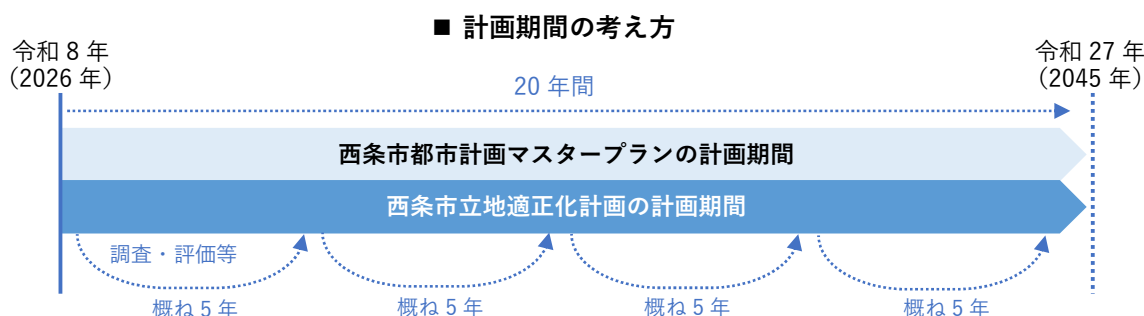 ■ 計画期間の考え方
令和 8 年
（2026 年）
令和 27 年
（2045 年）
20 年間
西条市都市計画マスタープランの計画期間
西条市立地適正化計画の計画期間
調査・評価等
概ね 5 年
概ね 5 年
概ね 5 年
概ね 5 年